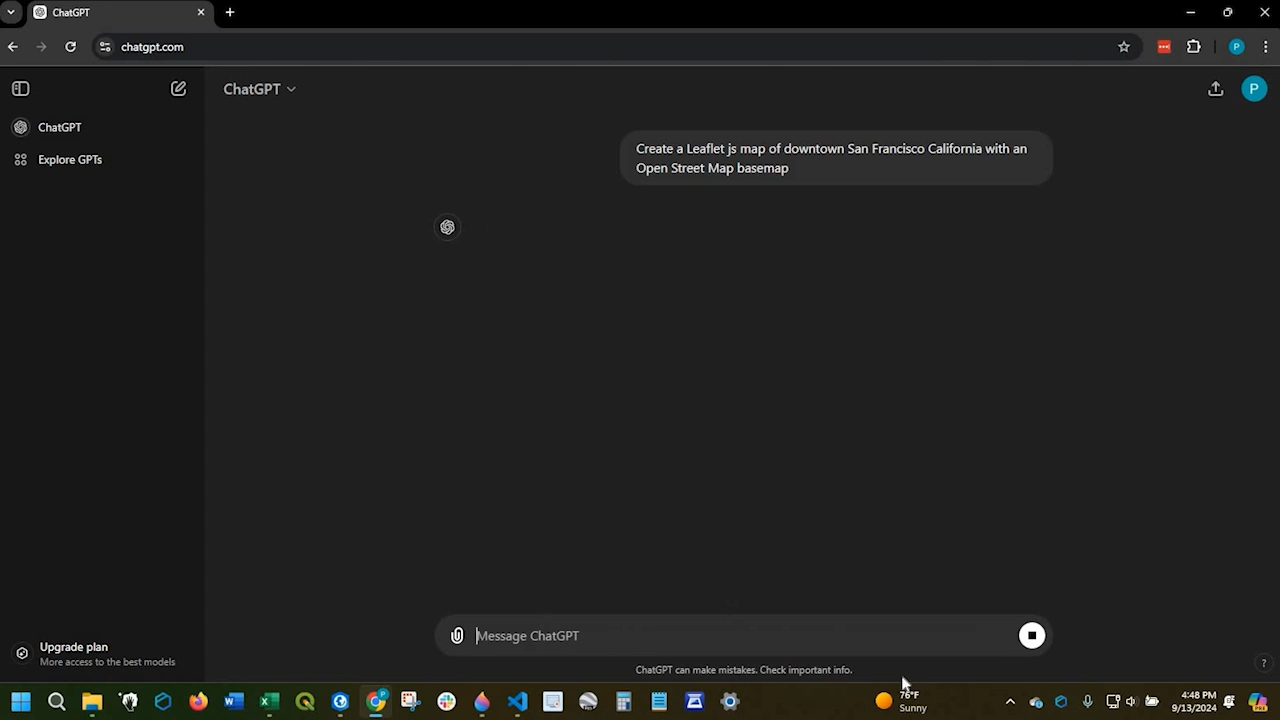 ChatGPT
chatgpt.com
P
ChatGPT
P
ChatGPT
Explore GPTs
Create a Leaflet js map of downtown San Francisco California with an
Open Street Map basemap
Message ChatGPT
Upgrade plan
More access to the best models
ChatGPT can make mistakes. Check important info.
?
P
76°F
Sunny
4:48 PM
9/13/2024